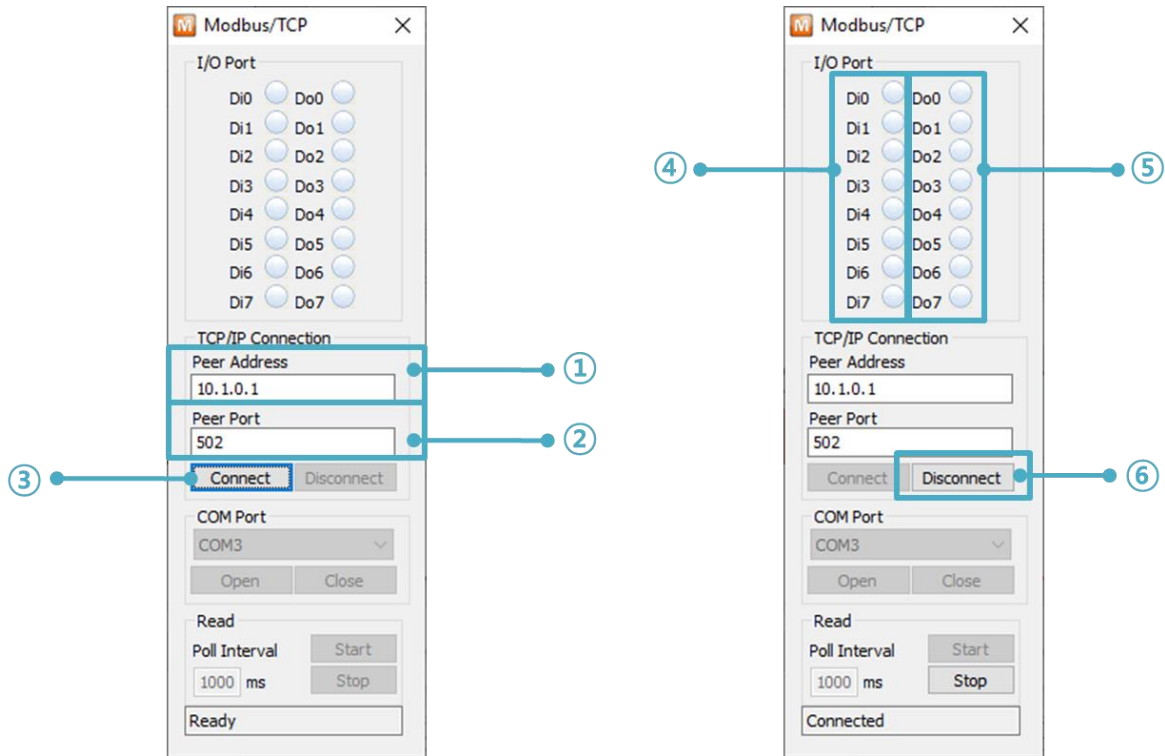 Modbus/TCP
I/O Port
Di0 Do0
Di1 Do1
Di2 Do2
Di3 Do3
Di4 Do4
Di5 Do5
Di6 Do6
Di7 Do7
TCP/IP Connection
Peer Address
10.1.0.1
①
Peer Port
502
②
③
Connect Disconnect
COM Port
COM3
Open Close
Read
Poll Interval Start
1000 ms Stop
Ready
Modbus/TCP
I/O Port
Di0 Do0
Di1 Do1
Di2 Do2
④
⑤
Di3 Do3
Di4 Do4
Di5 Do5
Di6 Do6
Di7 Do7
TCP/IP Connection
Peer Address
10.1.0.1
Peer Port
502
Connect Disconnect
⑥
COM Port
COM3
Open Close
Read
Poll Interval Start
1000 ms Stop
Connected